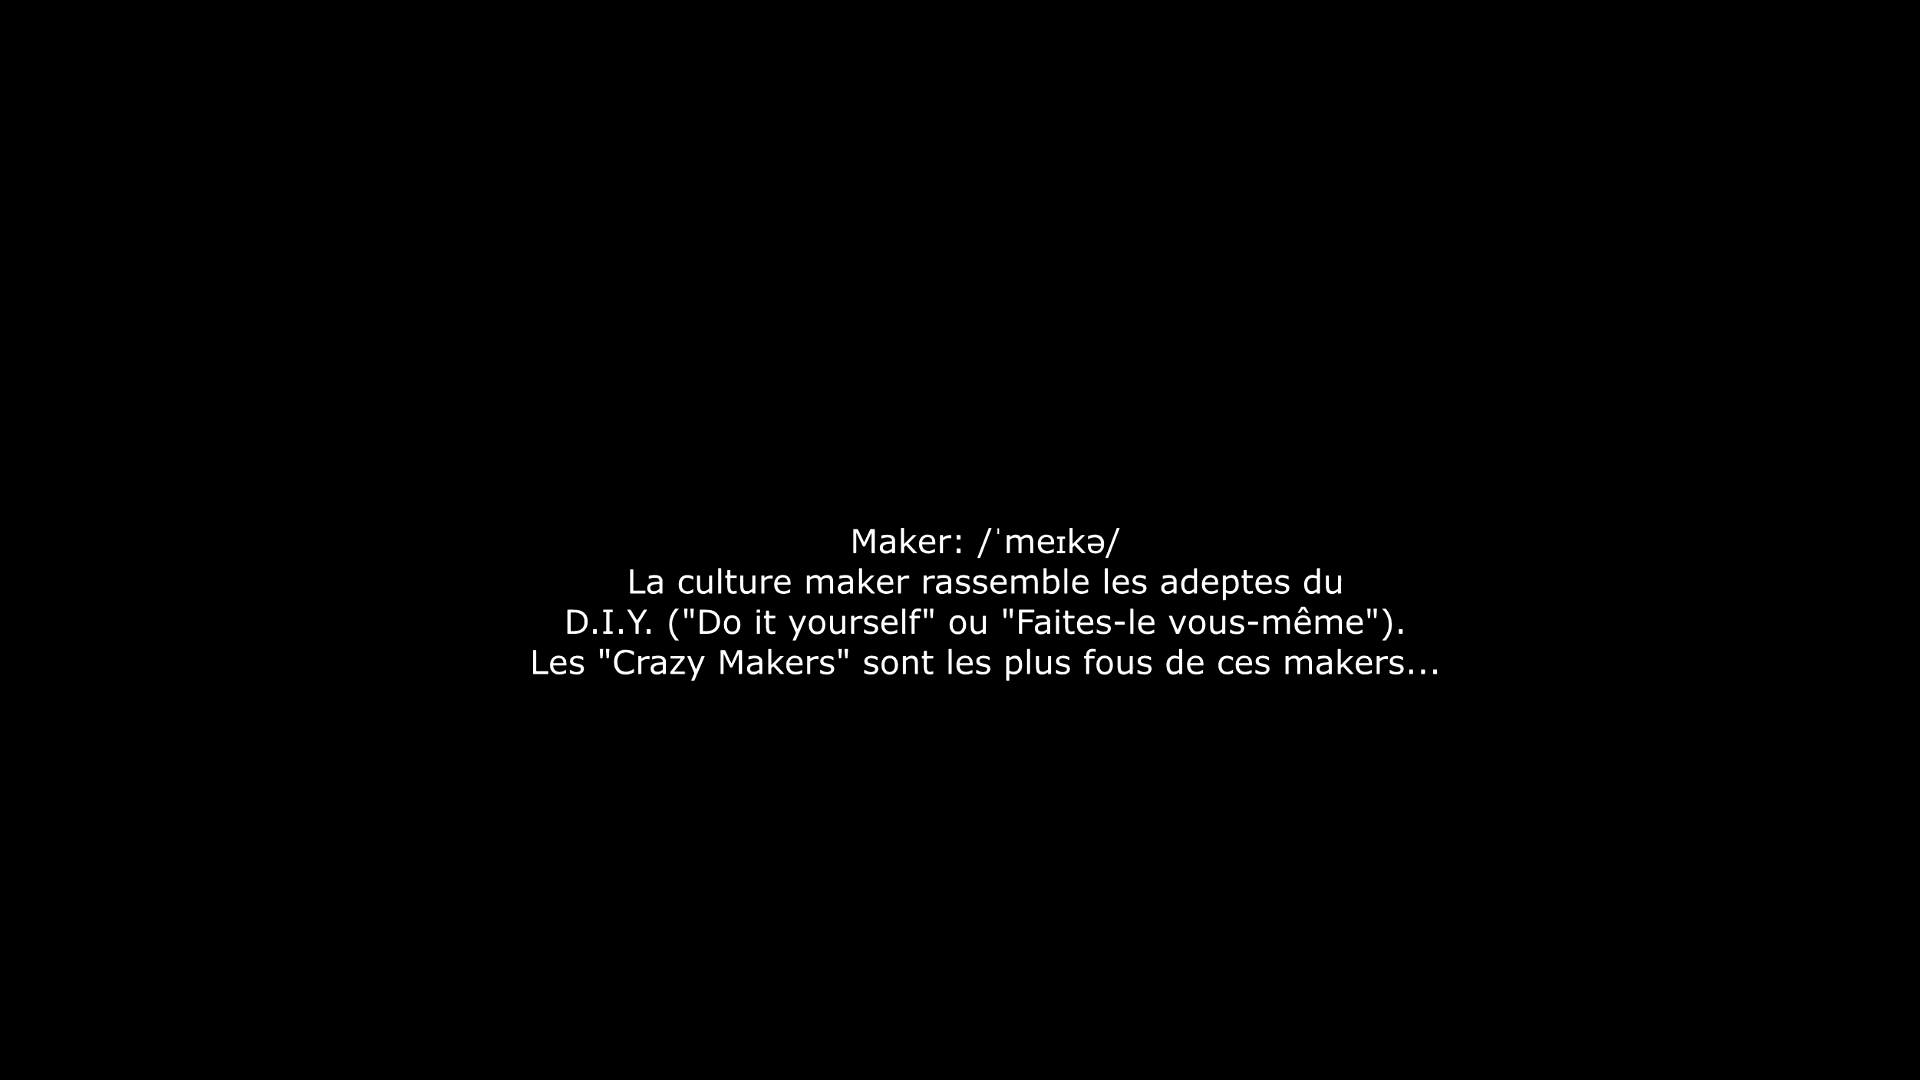 Maker: /ˈmeɪkə/
La culture maker rassemble les adeptes du
D.I.Y. ("Do it yourself" ou "Faites-le vous-même").
Les "Crazy Makers" sont les plus fous de ces makers...